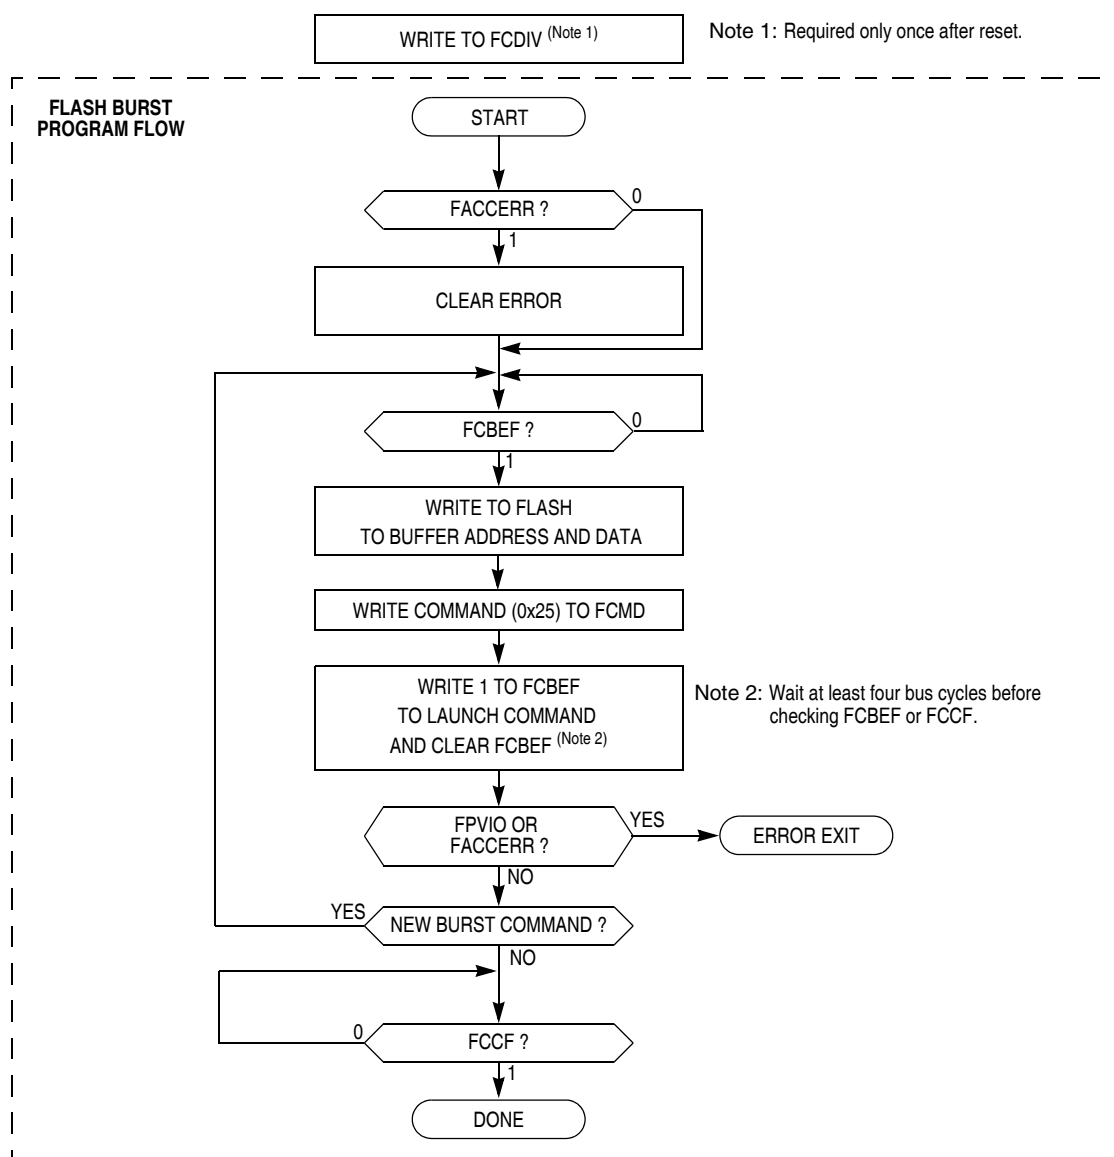 WRITE TO FCDIV (Note 1)
Note 1: Required only once after reset.
FLASH BURST
PROGRAM FLOW
START
FACCERR ?
0
1
CLEAR ERROR
FCBEF ?
0
1
WRITE TO FLASH
TO BUFFER ADDRESS AND DATA
WRITE COMMAND (0x25) TO FCMD
WRITE 1 TO FCBEF
TO LAUNCH COMMAND
AND CLEAR FCBEF (Note 2)
Note 2: Wait at least four bus cycles before
checking FCBEF or FCCF.
FPVIO OR
FACCERR ?
YES
ERROR EXIT
NO
YES
NEW BURST COMMAND ?
NO
0
FCCF ?
1
DONE